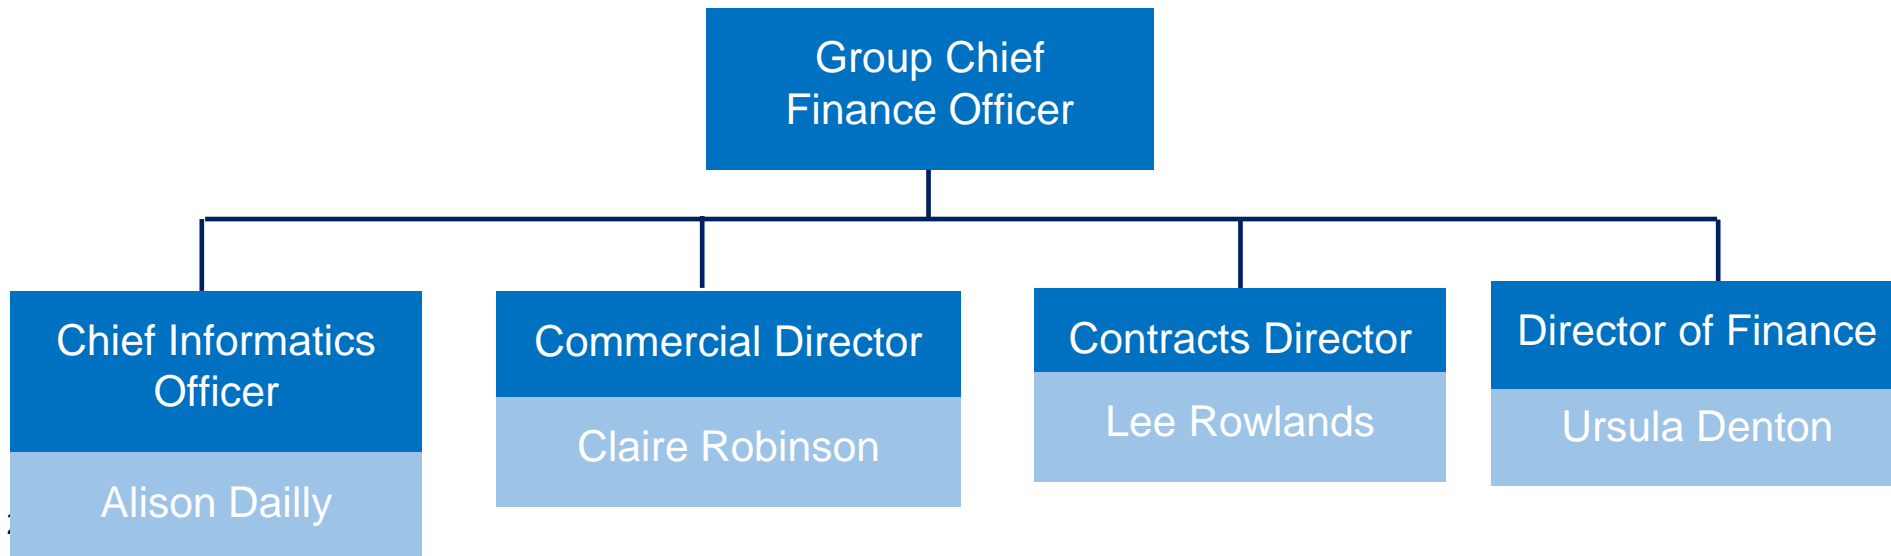 Group Chief
Finance Officer
Chief Informatics
Officer
Alison Dailly
Commercial Director
Claire Robinson
Contracts Director
Lee Rowlands
Director of Finance
Ursula Denton